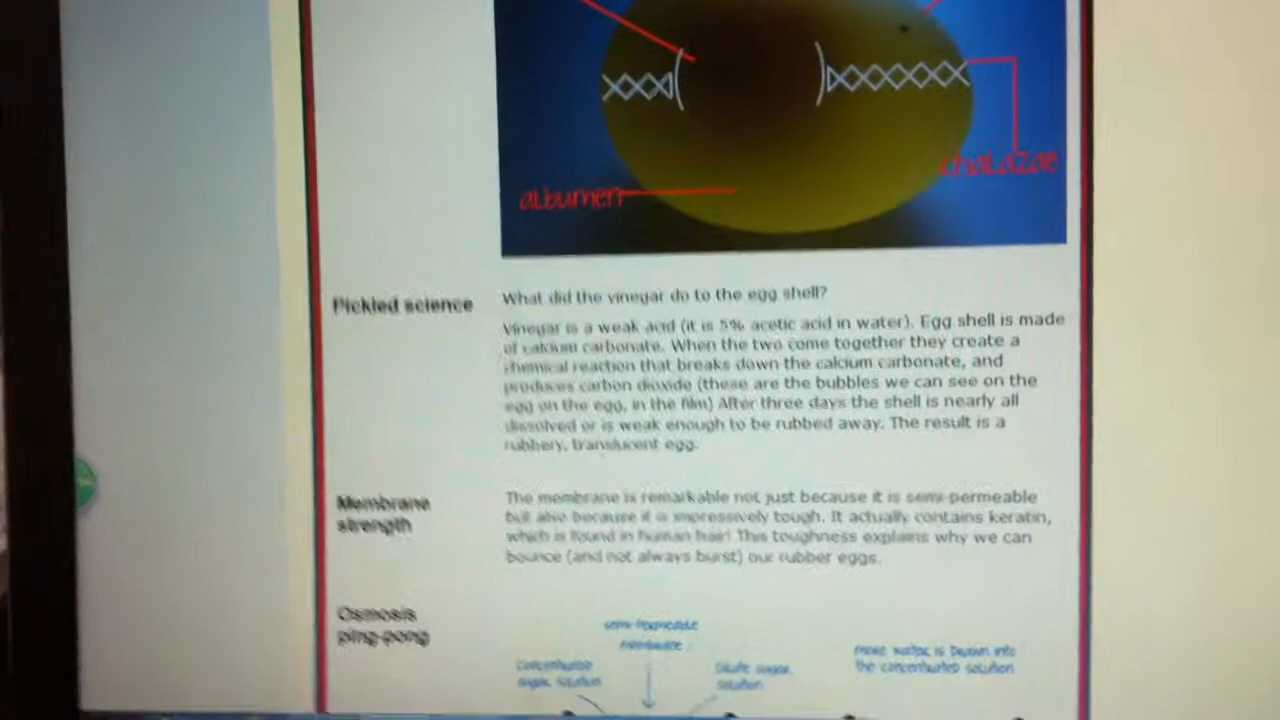 chalazae
albumen
Pickled science
What did the vinegar do to the egg shell?
Vinegar is a weak acid (it is 5% acetic acid in water). Egg shell is made
of calcium carbonate. When the two come together they create a
chemical reaction that breaks down the calcium carbonate, and
produces carbon dioxide (these are the bubbles we can see on the
egg on the egg, in the film) After three days the shell is nearly all
dissolved or is weak enough to be rubbed away. The result is a
rubbery, translucent egg.
Membrane
strength
The membrane is remarkable not just because it is semi-permeable
but also because it is impressively tough. It actually contains keratin,
which is found in human hair! This toughness explains why we can
bounce (and not always burst) our rubber eggs.
Osmosis
ping-pong
semi-permeable
membrane
Concentrated
sugar solution
Dilute sugar
solution
more water is drawn into
the concentrated solution